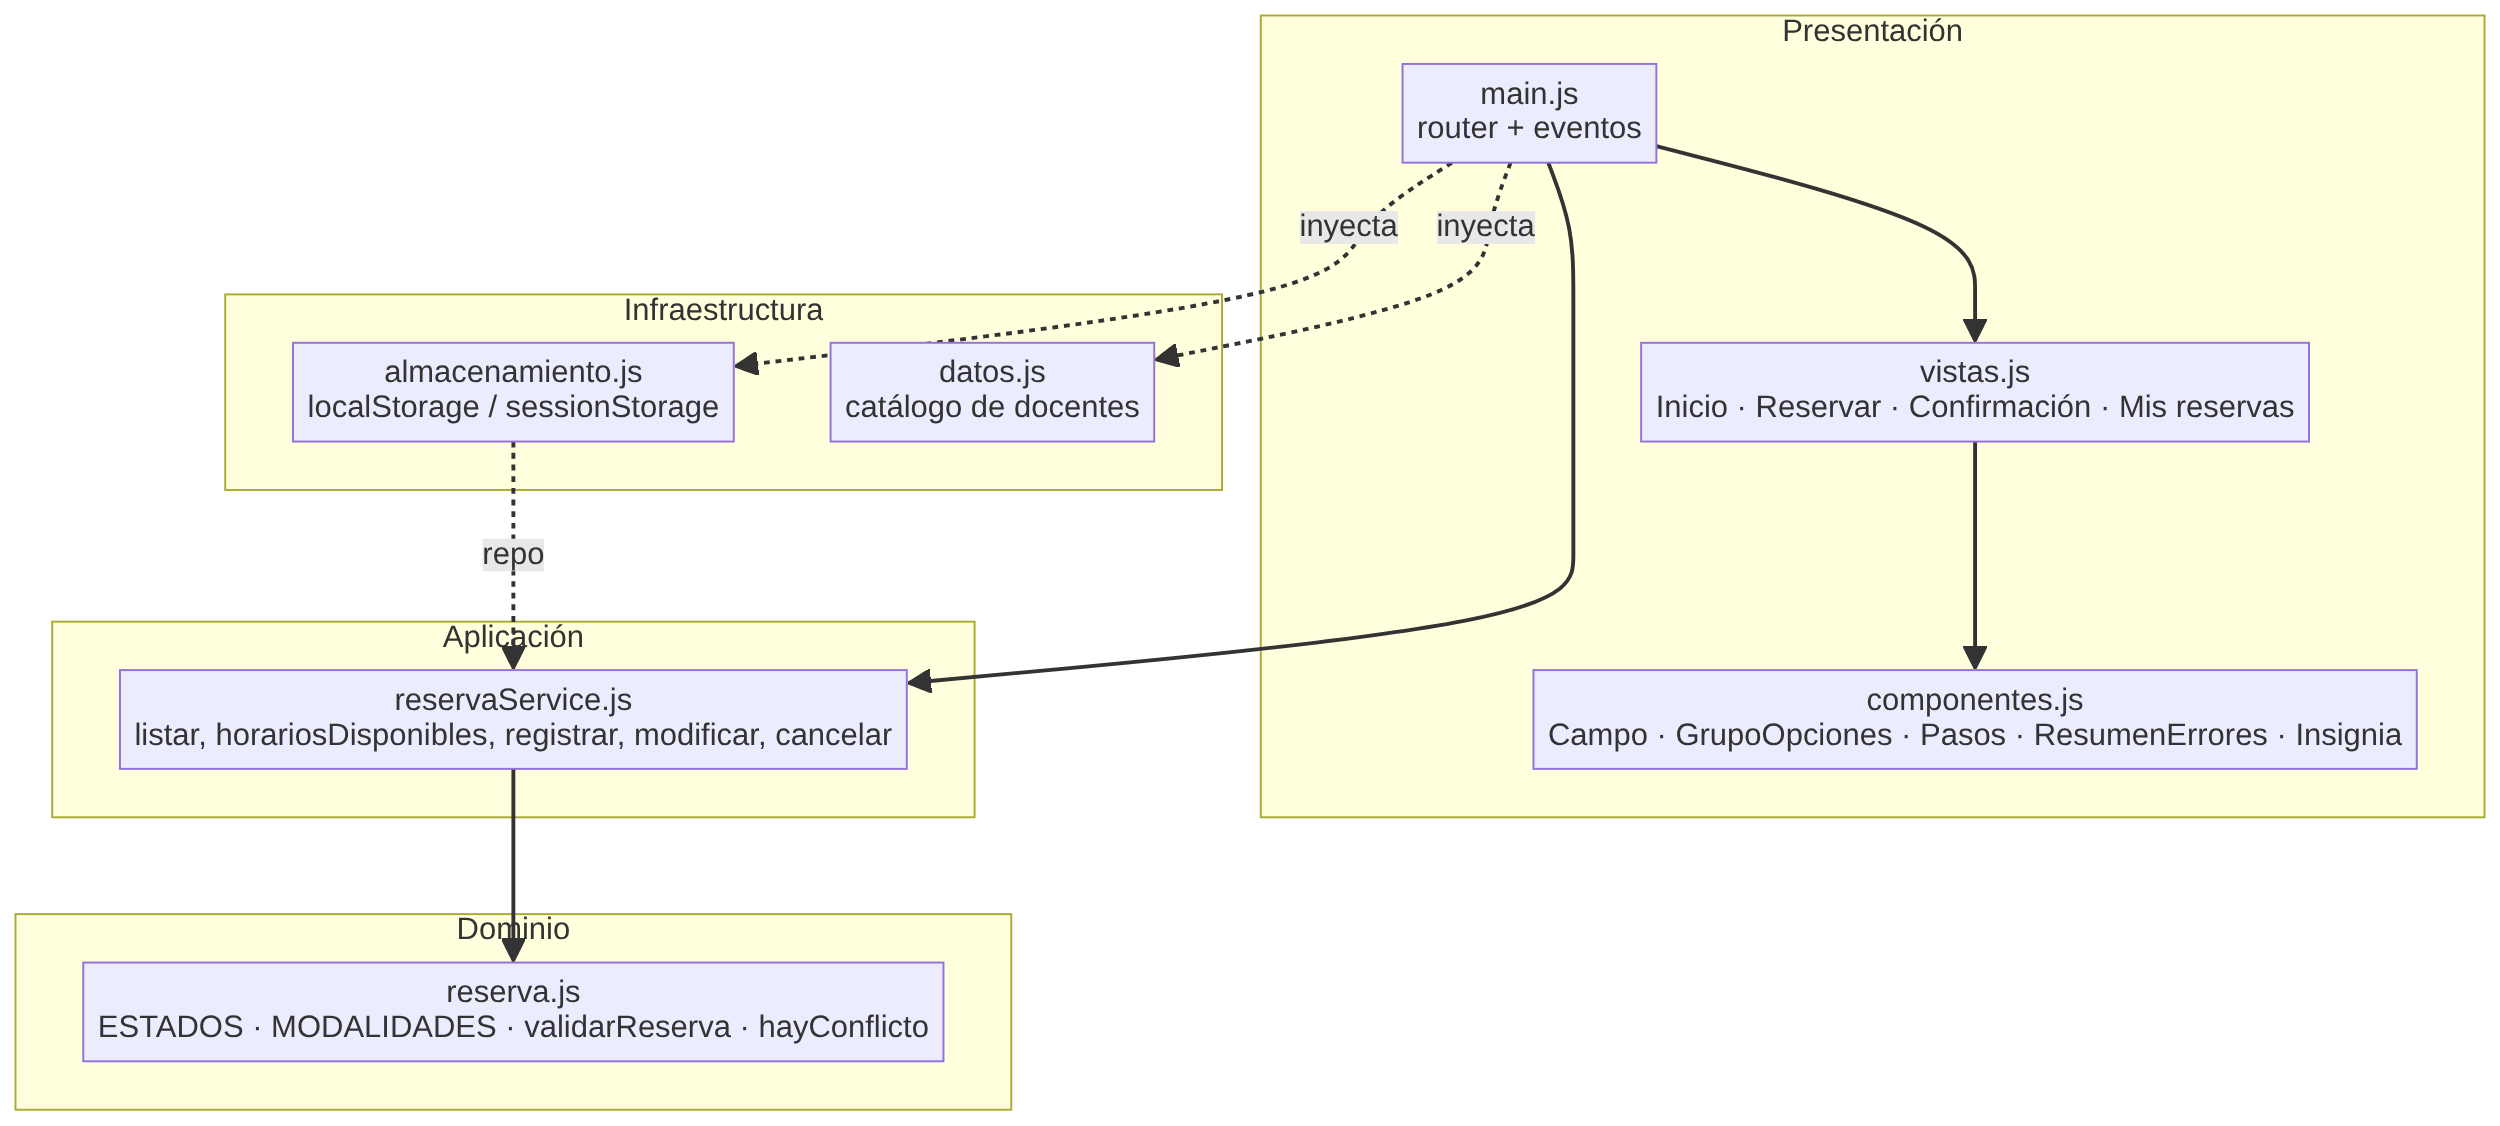 Presentación
main.js
router + eventos
inyecta
inyecta
Infraestructura
almacenamiento.js
localStorage / sessionStorage
datos.js
catálogo de docentes
vistas.js
Inicio · Reservar · Confirmación · Mis reservas
repo
Aplicación
reservaService.js
listar, horariosDisponibles, registrar, modificar, cancelar
componentes.js
Campo · GrupoOpciones · Pasos · ResumenErrores · Insignia
Dominio
reserva.js
ESTADOS · MODALIDADES · validarReserva · hayConflicto